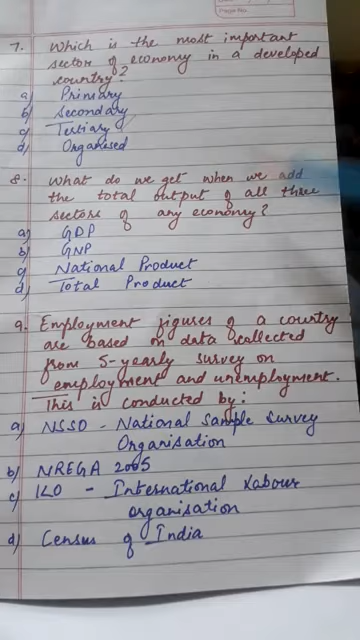 7. Which is the most important
sector of economy in a developed
country?
a) Primary
b) Secondary
c) Tertiary
d) Organised
8. What do we get when we add
the total output of all three
sectors of any economy?
a) GDP
b) GNP
c) National Product
d) Total Product
9. Employment figures of a country
are based on data collected
from 5-yearly survey on
employment and unemployment.
This is conducted by:
a) NSSO - National Sample Survey
Organisation
b) NREGA 2005
c) ILO - International Labour
organisation
d) Census of India